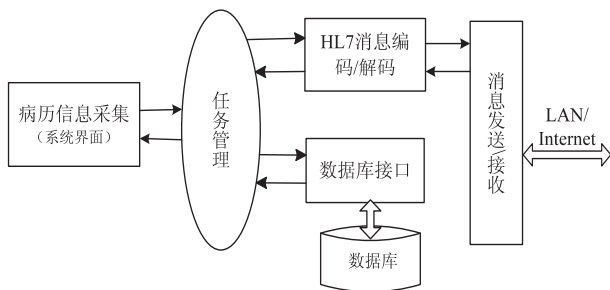 HL7消息编
码/解码
病历信息采集
（系统界面）
任务管理
数据库接口
数据库
消息发送/接收
LAN/
Internet